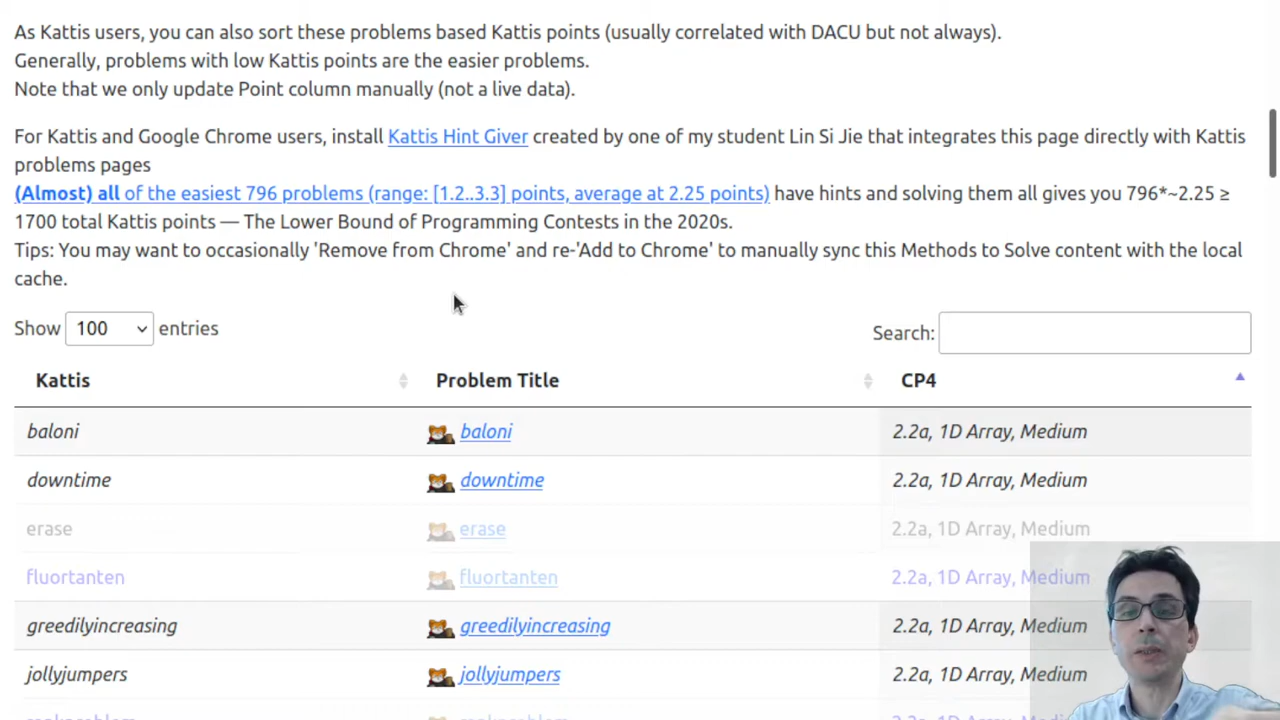 As Kattis users, you can also sort these problems based Kattis points (usually correlated with DACU but not always).
Generally, problems with low Kattis points are the easier problems.
Note that we only update Point column manually (not a live data).
For Kattis and Google Chrome users, install Kattis Hint Giver created by one of my student Lin Si Jie that integrates this page directly with Kattis
problems pages
(Almost) all of the easiest 796 problems (range: [1.2..3.3] points, average at 2.25 points) have hints and solving them all gives you 796*~2.25 ≥
1700 total Kattis points — The Lower Bound of Programming Contests in the 2020s.
Tips: You may want to occasionally 'Remove from Chrome' and re-'Add to Chrome' to manually sync this Methods to Solve content with the local
cache.
Show 100 entries Search:
Kattis Problem Title CP4
baloni baloni 2.2a, 1D Array, Medium
downtime downtime 2.2a, 1D Array, Medium
erase erase 2.2a, 1D Array, Medium
fluortanten fluortanten 2.2a, 1D Array, Medium
greedilyincreasing greedilyincreasing 2.2a, 1D Array, Medium
jollyjumpers jollyjumpers 2.2a, 1D Array, Medium